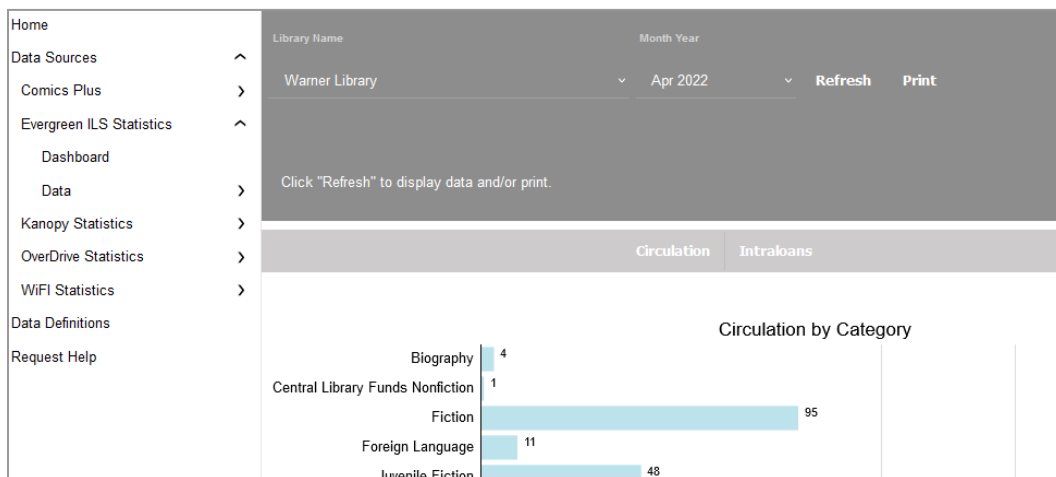 Home
Data Sources
Comics Plus
Evergreen ILS Statistics
Dashboard
Data
Kanopy Statistics
OverDrive Statistics
WiFI Statistics
Data Definitions
Request Help
Library Name
Month Year
Warner Library
Apr 2022
Refresh
Print
Click "Refresh" to display data and/or print.
Circulation
Intraloans
Circulation by Category
Biography 4
Central Library Funds Nonfiction 1
Fiction 95
Foreign Language 11
Juvenile Fiction 48